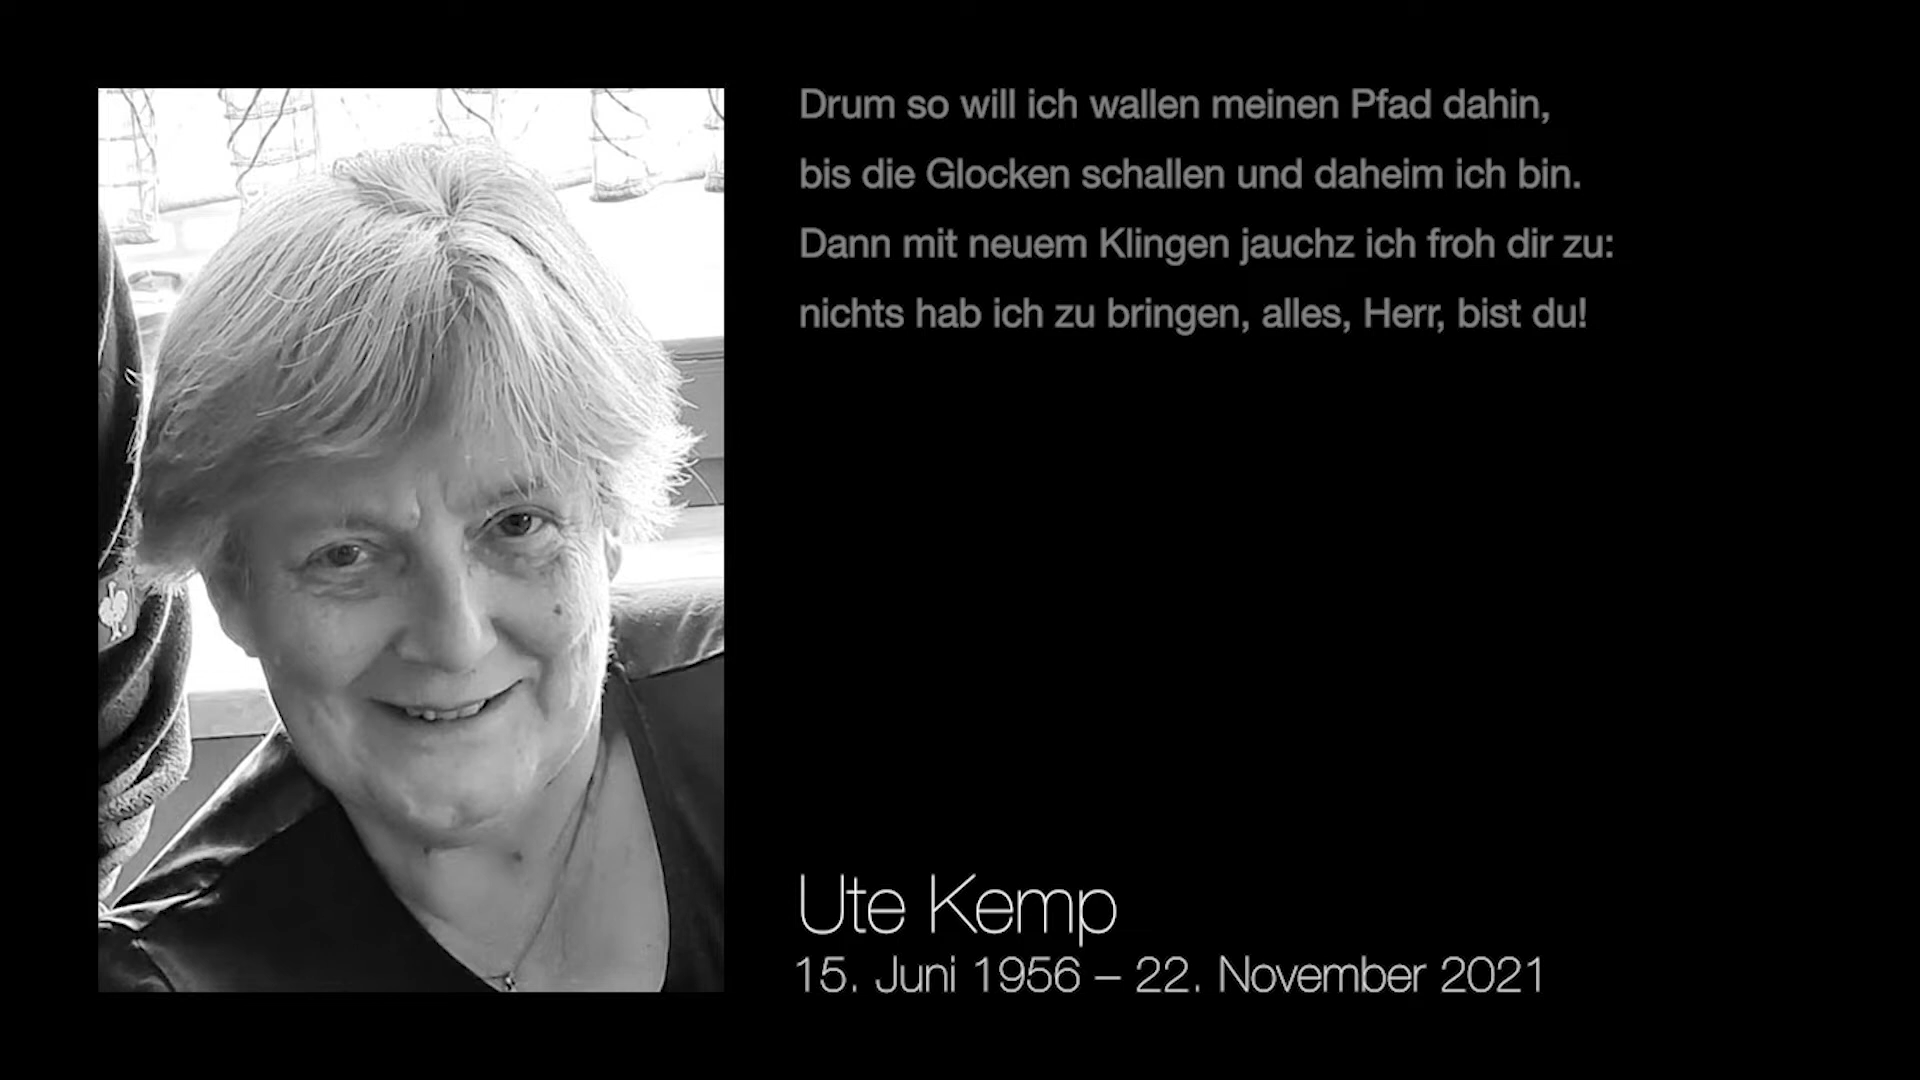 Drum so will ich wallen meinen Pfad dahin,
bis die Glocken schallen und daheim ich bin.
Dann mit neuem Klingen jauchz ich froh dir zu:
nichts hab ich zu bringen, alles, Herr, bist du!
Ute Kemp
15. Juni 1956 – 22. November 2021